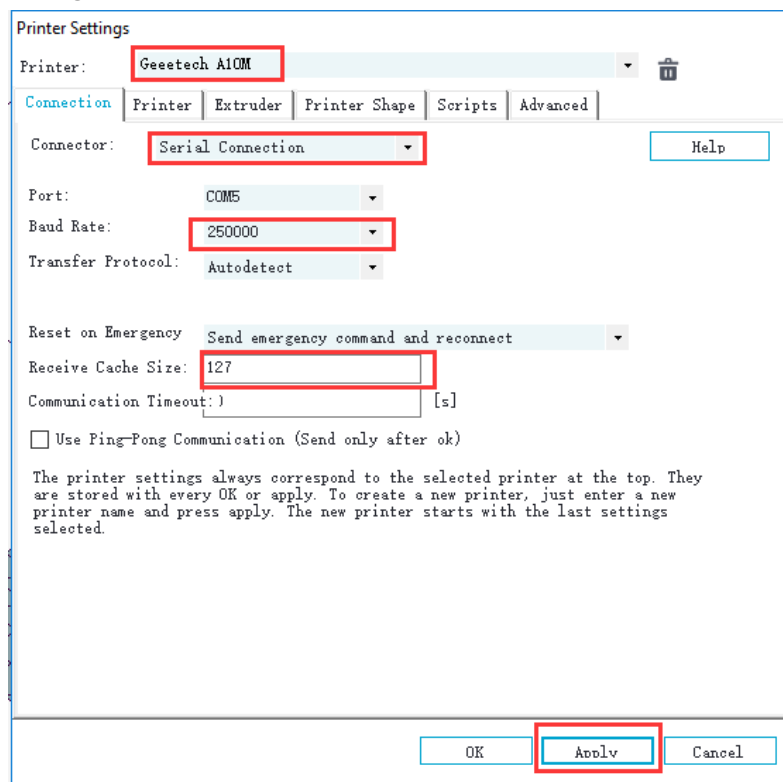 Printer Settings
Printer: Geeetech A10M
Connection Printer Extruder Printer Shape Scripts Advanced
Connector: Serial Connection Help
Port: COM5
Baud Rate: 250000
Transfer Protocol: Autodetect
Reset on Emergency Send emergency command and reconnect
Receive Cache Size: 127
Communication Timeout: ) [s]
Use Ping-Pong Communication (Send only after ok)
The printer settings always correspond to the selected printer at the top. They
are stored with every OK or apply. To create a new printer, just enter a new
printer name and press apply. The new printer starts with the last settings
selected.
OK Apply Cancel